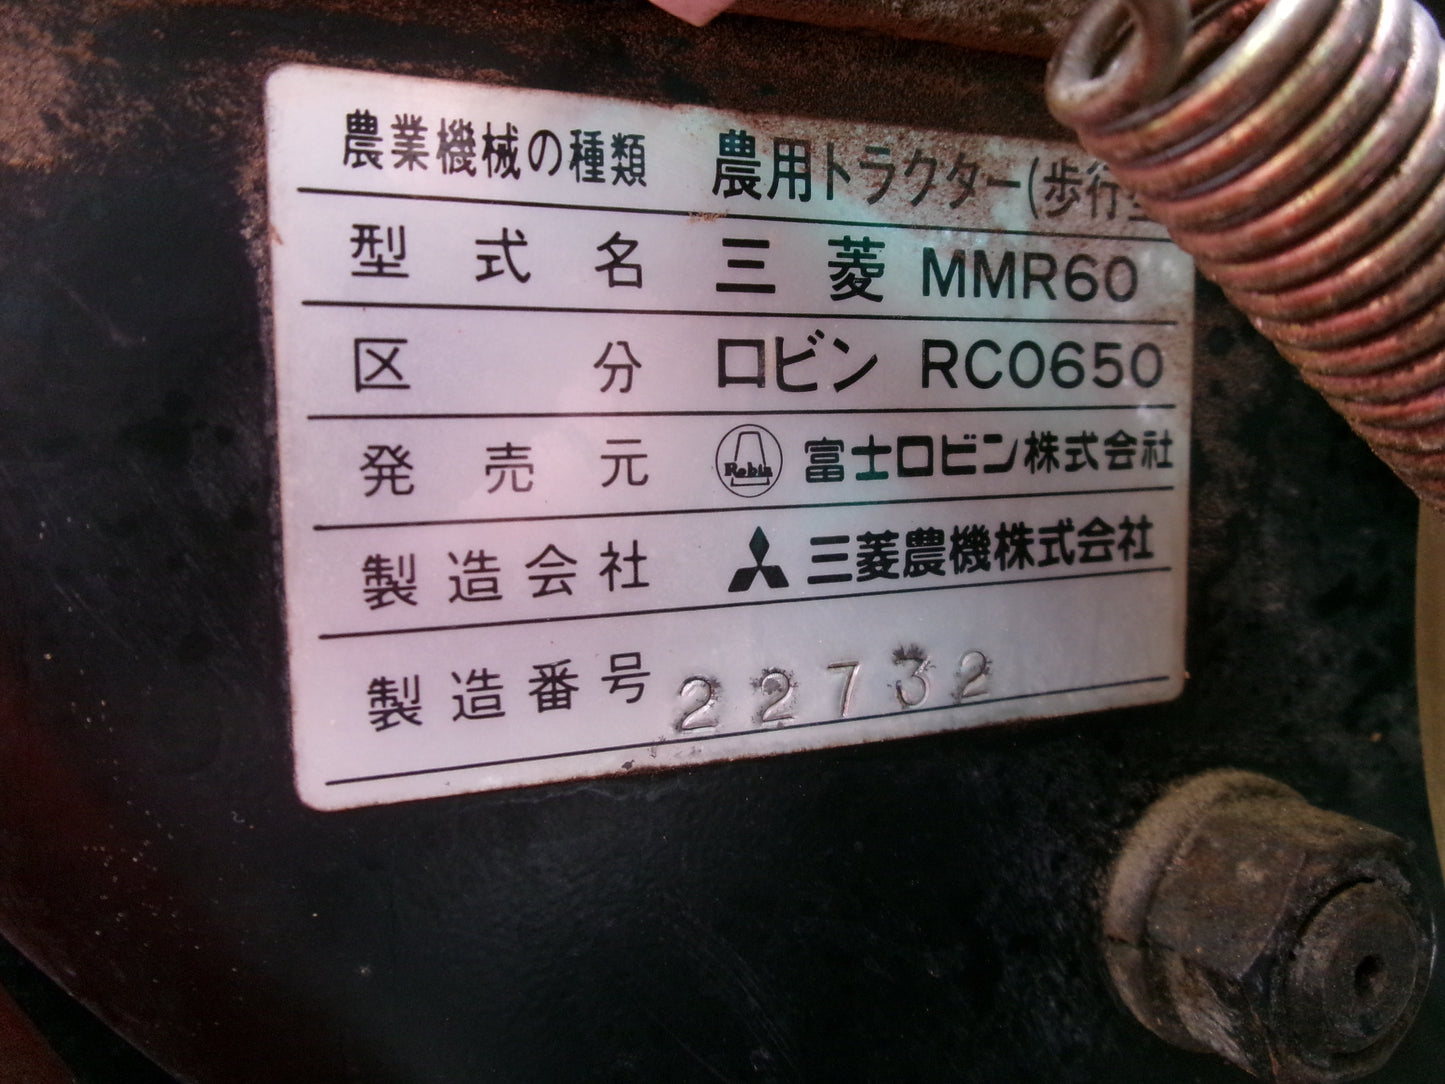 農業機械の種類 農用トラクター(歩行型
型式名 三菱 MMR60
区分 ロビン RC0650
発売元 Robin 富士ロビン株式会社
製造会社 三菱農機株式会社
製造番号 22732